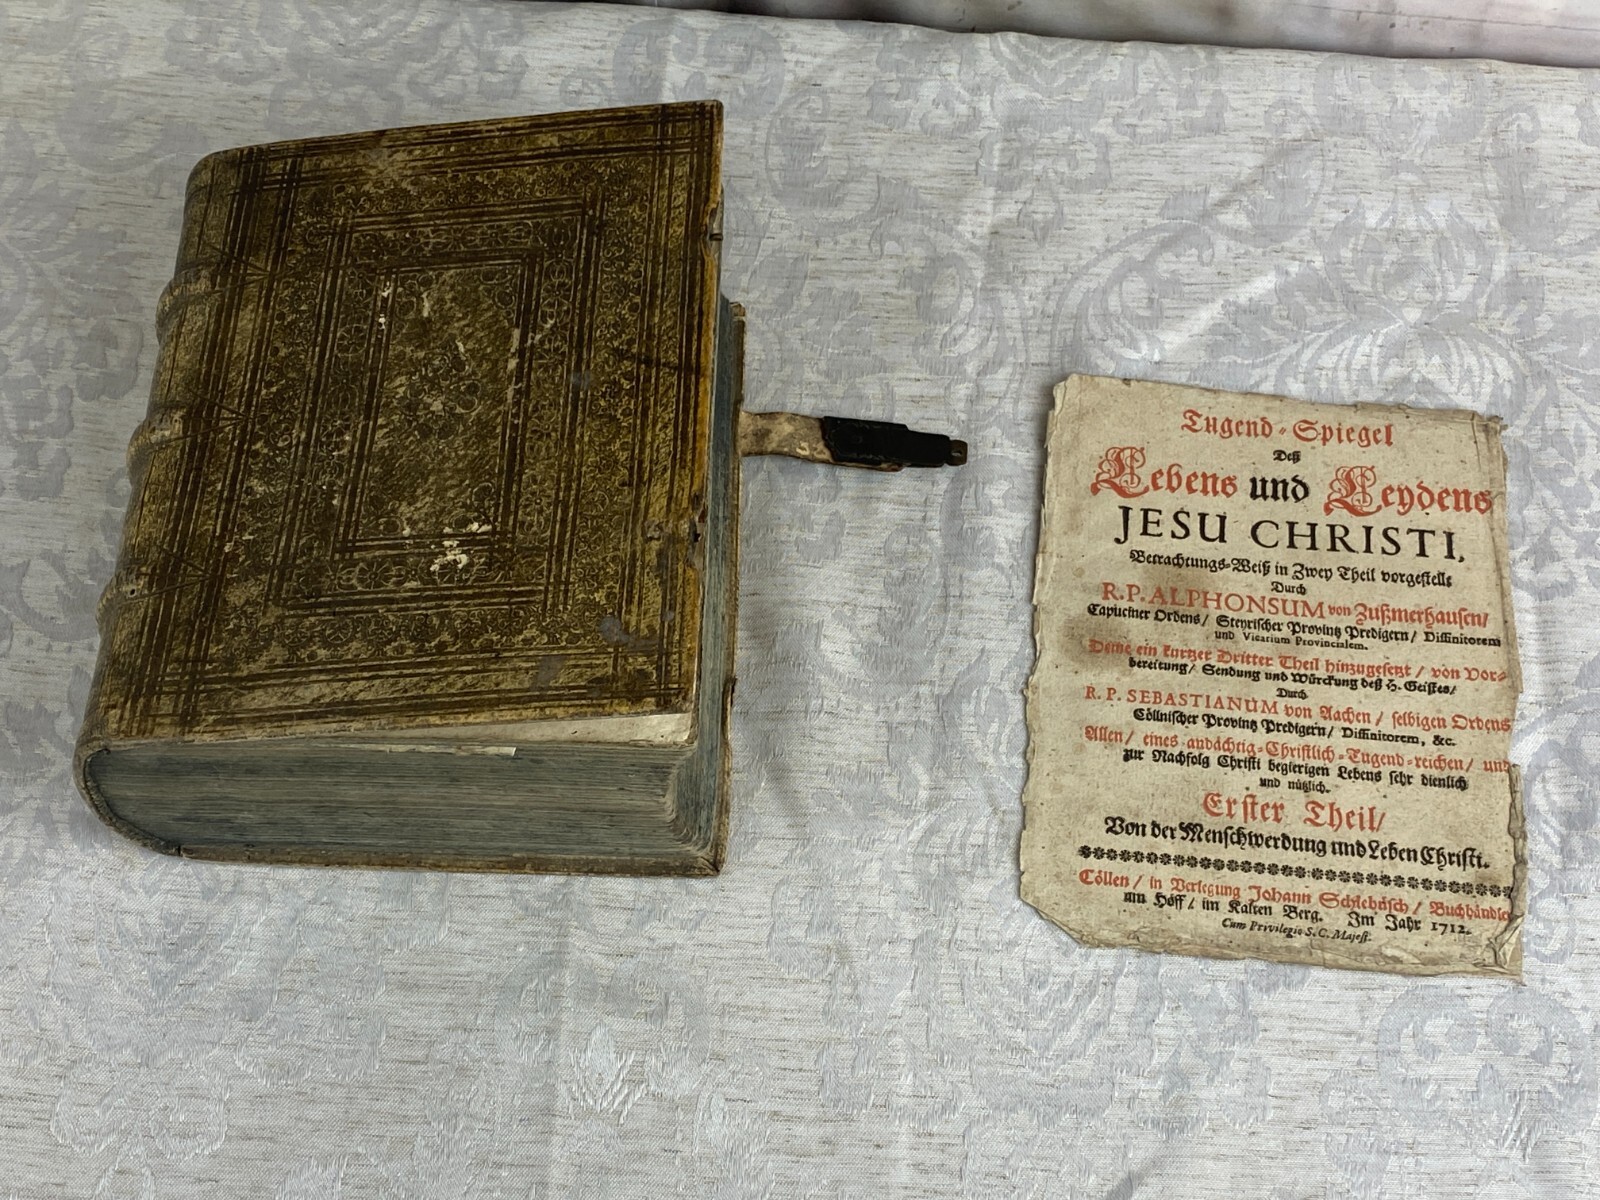 Tugend-Spiegel
Deß
Lebens und Leydens
JESU CHRISTI,
Betrachtungs-Weiß in Zwey Theil vorgestellt
Durch
R. P. ALPHONSUM von Zußmerhausen/
Capuciner Ordens/ Steyrischer Provintz Predigern/ Diffinitorem
und Vicarium Provincialem.
Deme ein kurtzer Dritter Theil hinzugesetzt/ von Vor-
bereitung/ Sendung und Würckung deß H. Geistes/
Durch
R. P. SEBASTIANUM von Aachen/ selbigen Ordens
Cöllnischer Provintz Predigern/ Diffinitorem, &c.
Allen/ eines andächtig-Christlich-Tugend-reichen/ und
zur Nachfolg Christi begierigen Lebens sehr dienlich
und nützlich.
Erster Theil/
Von der Menschwerdung und Leben Christi.
Cöllen/ in Verlegung Johann Schlebusch/ Buchhändler
am Höff/ im Kalten Berg. Im Jahr 1712.
Cum Privilegio S. C. Majest.